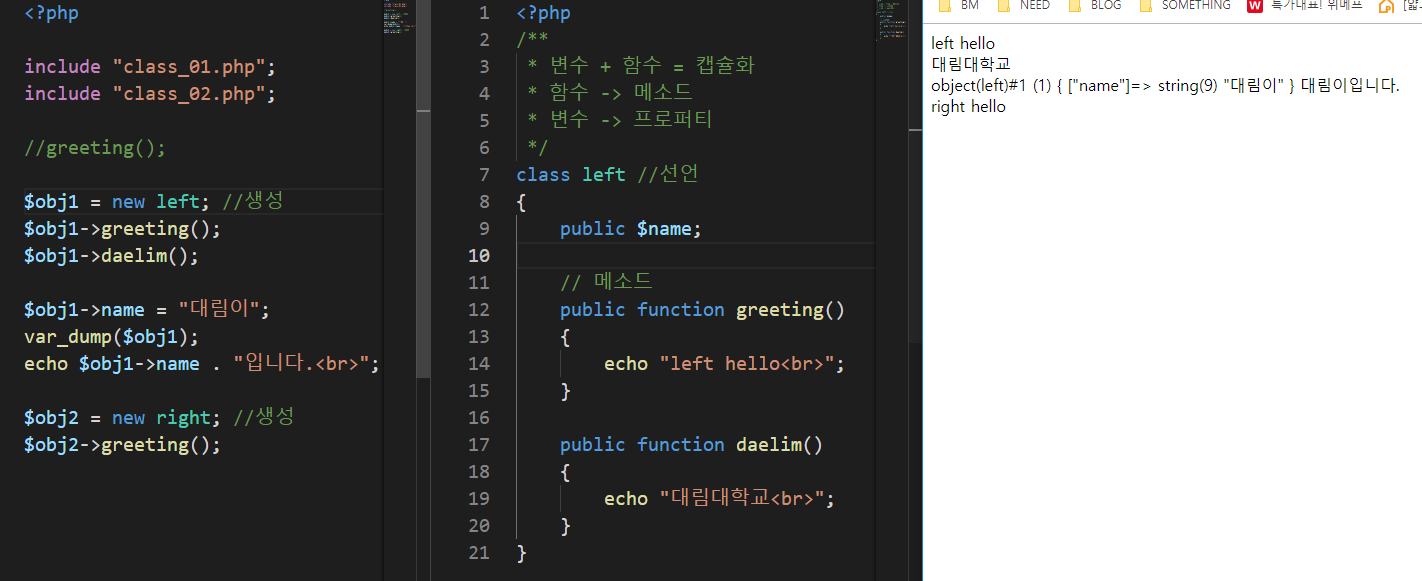 <?php
include "class_01.php";
include "class_02.php";
//greeting();
$obj1 = new left; //생성
$obj1->greeting();
$obj1->daelim();
$obj1->name = "대림이";
var_dump($obj1);
echo $obj1->name . "입니다.<br>";
$obj2 = new right; //생성
$obj2->greeting();
1 <?php
2 /**
3 * 변수 + 함수 = 캡슐화
4 * 함수 -> 메소드
5 * 변수 -> 프로퍼티
6 */
7 class left //선언
8 {
9 public $name;
10
11 // 메소드
12 public function greeting()
13 {
14 echo "left hello<br>";
15 }
16
17 public function daelim()
18 {
19 echo "대림대학교<br>";
20 }
21 }
BM NEED BLOG SOMETHING W 특가대표! 위메프
left hello
대림대학교
object(left)#1 (1) { ["name"]=> string(9) "대림이" } 대림이입니다.
right hello